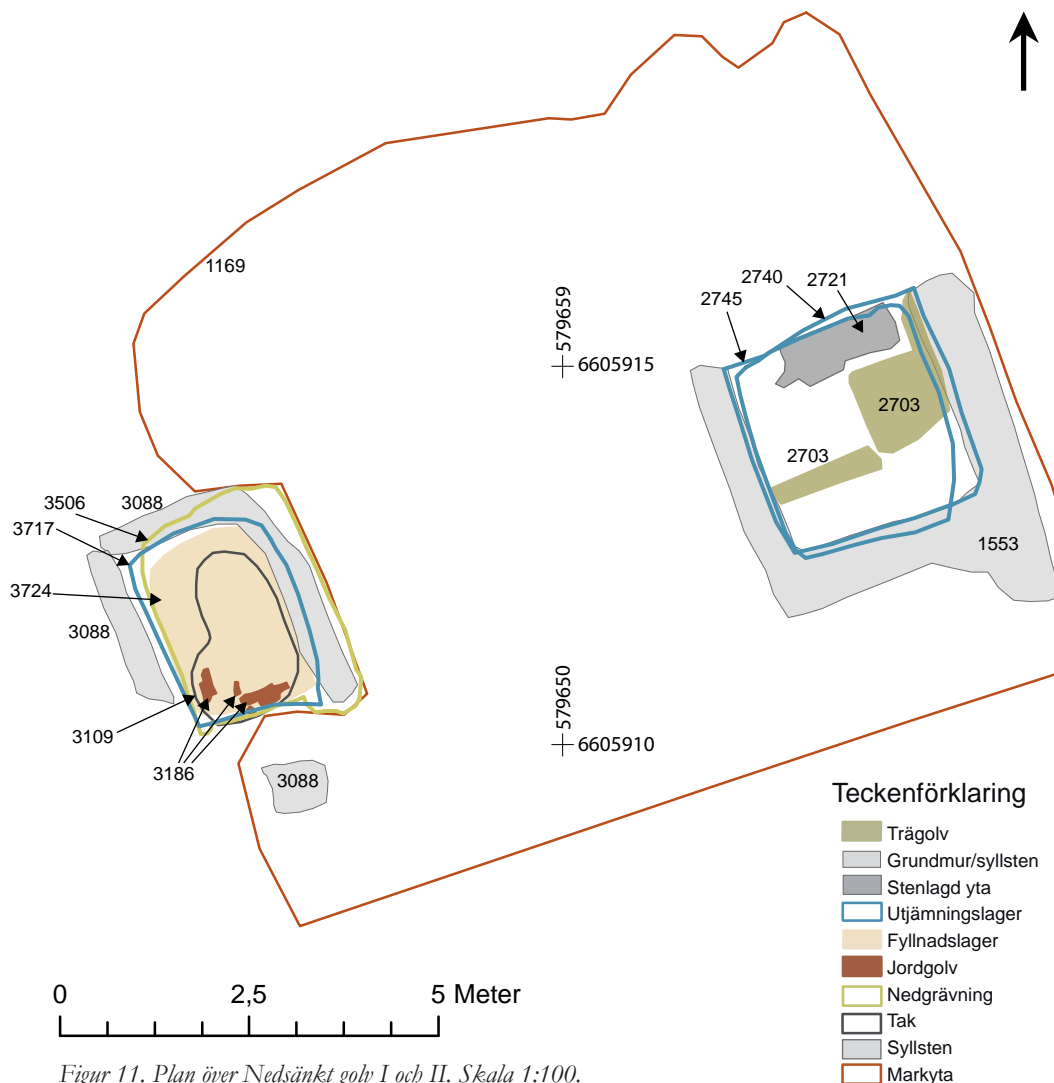 1169
2740
2721
2745
579659
6605915
2703
2703
3506
3088
3717
3724
3088
1553
3109
3186
579650
6605910
3088
Teckenförklaring
Trägolv
Grundmur/syllsten
Stenlagd yta
Utjämningslager
Fyllnadslager
Jordgolv
Nedgrävning
Tak
Syllsten
Markyta
0 2,5 5 Meter
Figur 11. Plan över Nedsänkt golv I och II. Skala 1:100.